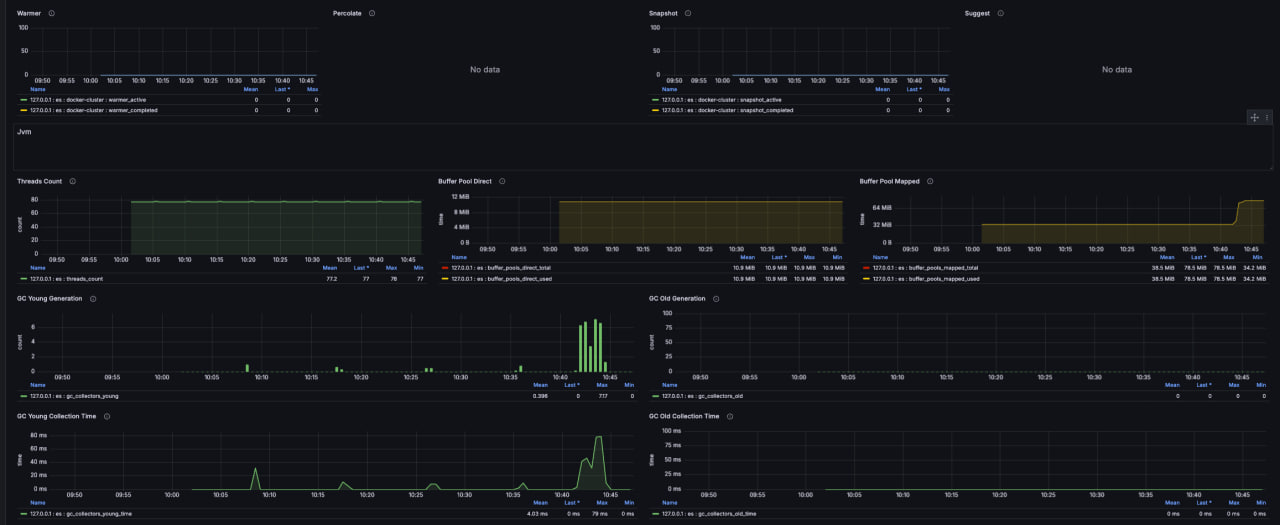 Warmer Percolate Snapshot Suggest
100 100
50 50
No data No data
0 0
09:50 09:55 10:00 10:05 10:10 10:15 10:20 10:25 10:30 10:35 10:40 10:45 09:50 09:55 10:00 10:05 10:10 10:15 10:20 10:25 10:30 10:35 10:40 10:45
Name Mean Last * Max Name Mean Last * Max
127.0.0.1 : es : docker-cluster : warmer_active 0 0 0 127.0.0.1 : es : docker-cluster : snapshot_active 0 0 0
127.0.0.1 : es : docker-cluster : warmer_completed 0 0 0 127.0.0.1 : es : docker-cluster : snapshot_completed 0 0 0
Jvm
Threads Count Buffer Pool Direct Buffer Pool Mapped
80 12 MiB
60 8 MiB 64 MiB
40 4 MiB 32 MiB
20
0 0 B 0 B
count time time
09:50 09:55 10:00 10:05 10:10 10:15 10:20 10:25 10:30 10:35 10:40 10:45 09:50 09:55 10:00 10:05 10:10 10:15 10:20 10:25 10:30 10:35 10:40 10:45 09:50 09:55 10:00 10:05 10:10 10:15 10:20 10:25 10:30 10:35 10:40 10:45
Name Mean Last * Max Min Name Mean Last * Max Min Name Mean Last * Max Min
127.0.0.1 : es : buffer_pools_direct_total 10.9 MiB 10.9 MiB 10.9 MiB 10.9 MiB 127.0.0.1 : es : buffer_pools_mapped_total 38.5 MiB 78.5 MiB 78.5 MiB 34.2 MiB
127.0.0.1 : es : threads_count 77.2 77 78 77 127.0.0.1 : es : buffer_pools_direct_used 10.9 MiB 10.9 MiB 10.9 MiB 10.9 MiB 127.0.0.1 : es : buffer_pools_mapped_used 38.5 MiB 78.5 MiB 78.5 MiB 34.2 MiB
GC Young Generation GC Old Generation
6 100
4 75
2 50
0 25
0
count count
09:50 09:55 10:00 10:05 10:10 10:15 10:20 10:25 10:30 10:35 10:40 10:45 09:50 09:55 10:00 10:05 10:10 10:15 10:20 10:25 10:30 10:35 10:40 10:45
Name Mean Last * Max Min Name Mean Last * Max Min
127.0.0.1 : es : gc_collectors_young 0.396 0 7.17 0 127.0.0.1 : es : gc_collectors_old 0 0 0 0
GC Young Collection Time GC Old Collection Time
80 ms 100 ms
60 ms 75 ms
40 ms 50 ms
20 ms 25 ms
0 ms 0 ms
time time
09:50 09:55 10:00 10:05 10:10 10:15 10:20 10:25 10:30 10:35 10:40 10:45 09:50 09:55 10:00 10:05 10:10 10:15 10:20 10:25 10:30 10:35 10:40 10:45
Name Mean Last * Max Min Name Mean Last * Max Min
127.0.0.1 : es : gc_collectors_young_time 4.03 ms 0 ms 79 ms 0 ms 127.0.0.1 : es : gc_collectors_old_time 0 ms 0 ms 0 ms 0 ms